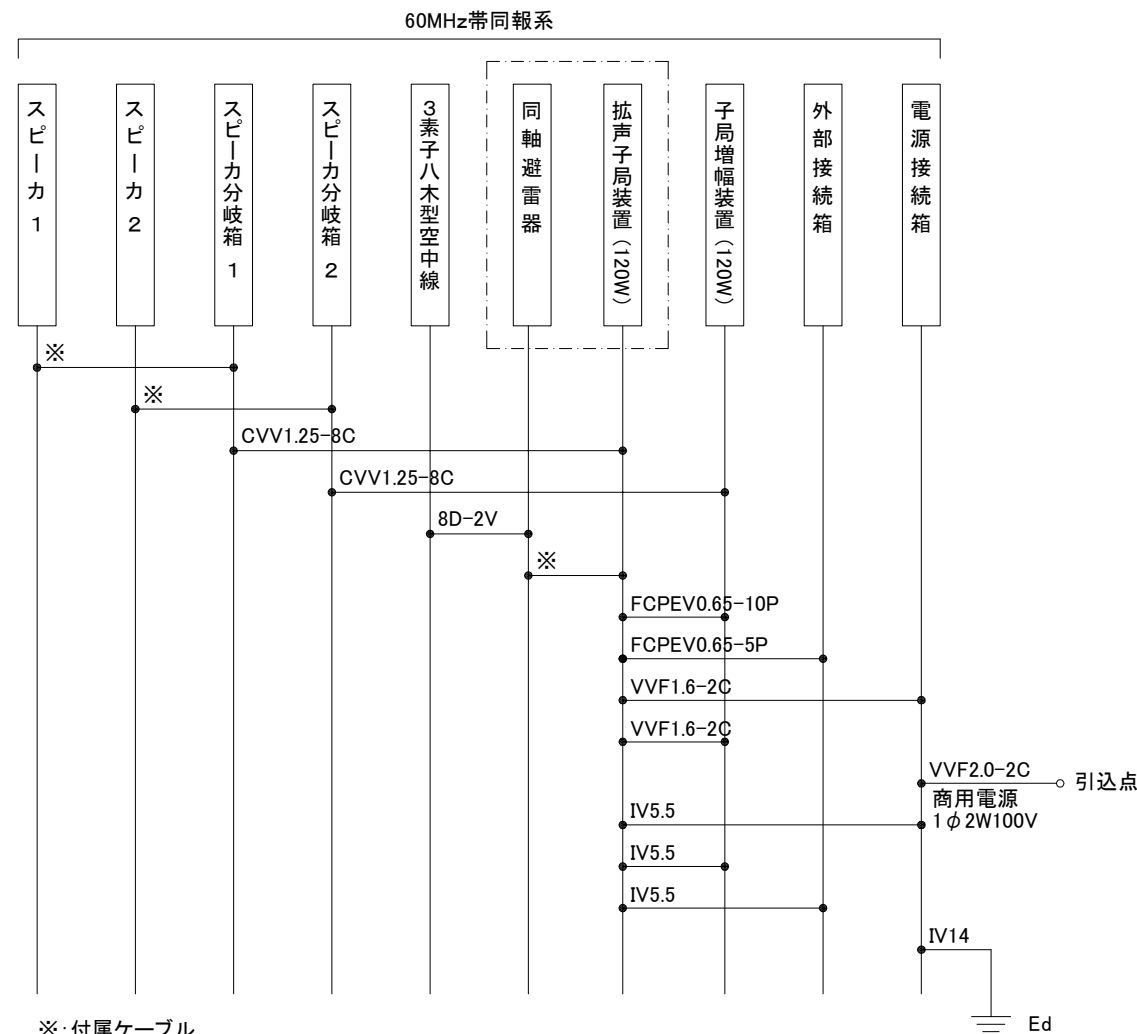 60MHz帯同報系
スピーカ 1
スピーカ 2
スピーカ分岐箱 1
スピーカ分岐箱 2
3素子八木型空中線
同軸避雷器
拡声子局装置(120W)
子局増幅装置(120W)
外部接続箱
電源接続箱
※
※
CVV1.25-8C
CVV1.25-8C
8D-2V
※
FCPEV0.65-10P
FCPEV0.65-5P
VVF1.6-2C
VVF1.6-2C
VVF2.0-2C
引込点
商用電源
1φ2W100V
IV5.5
IV5.5
IV5.5
IV14
Ed
※:付属ケーブル